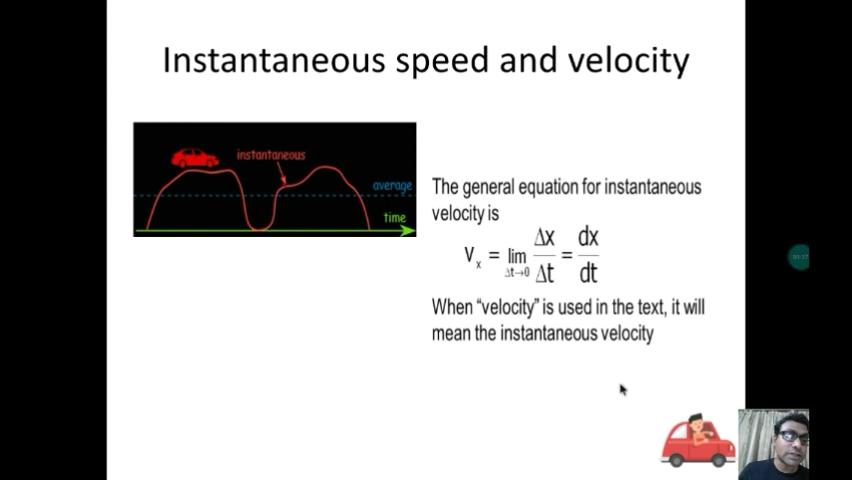 Instantaneous speed and velocity
instantaneous
average
time
The general equation for instantaneous
velocity is
Vₓ = lim Δt→0 Δx/Δt = dx/dt
When “velocity” is used in the text, it will
mean the instantaneous velocity